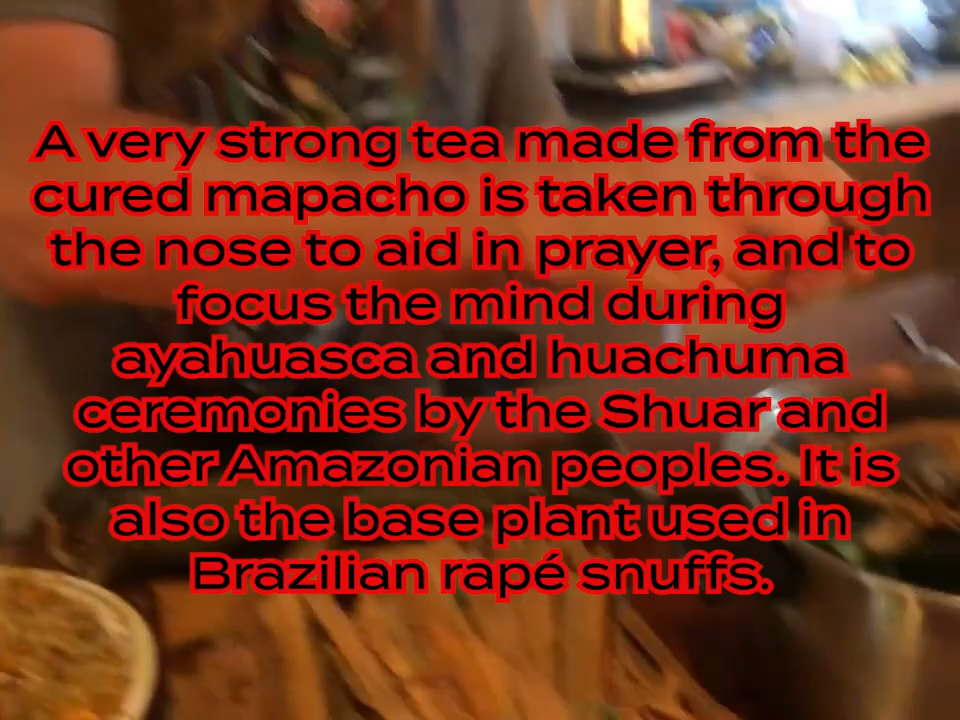 A very strong tea made from the
cured mapacho is taken through
the nose to aid in prayer, and to
focus the mind during
ayahuasca and huachuma
ceremonies by the Shuar and
other Amazonian peoples. It is
also the base plant used in
Brazilian rapé snuffs.